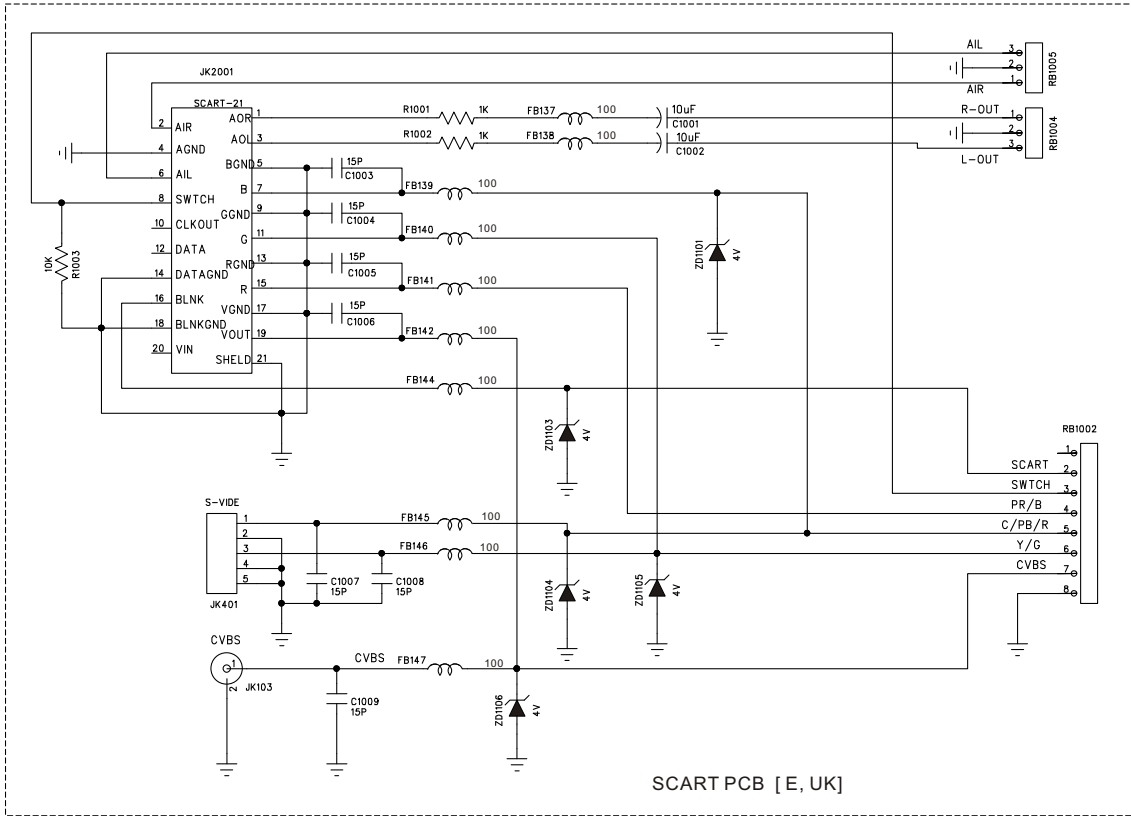 AIL
3
2
1
AIR
RB1005
JK2001
SCART-21
R1001 1K FB137 100 10uF C1001 R-OUT 1
R1002 1K FB138 100 10uF C1002 L-OUT 3
2
RB1004
2 AIR
4 AGND
6 AIL
8 SWTCH
10 CLKOUT
12 DATA
14 DATAGND
16 BLNK
18 BLNKGND
20 VIN
AOR 1
AOL 3
BGND 5
B 7
GGND 9
G 11
RGND 13
R 15
VGND 17
VOUT 19
SHELD 21
10K
R1003
15P
C1003
FB139 100
15P
C1004
FB140 100
15P
C1005
FB141 100
15P
C1006
FB142 100
FB144 100
ZD1101
4V
ZD1103
4V
RB1002
1
SCART 2
SWTCH 3
PR/B 4
C/PB/R 5
Y/G 6
CVBS 7
8
S-VIDE
1
2
3
4
5
JK401
FB145 100
FB146 100
C1007
15P
C1008
15P
ZD1104
4V
ZD1105
4V
CVBS
1
2
JK103
CVBS FB147 100
C1009
15P
ZD1106
4V
SCART PCB [ E, UK]